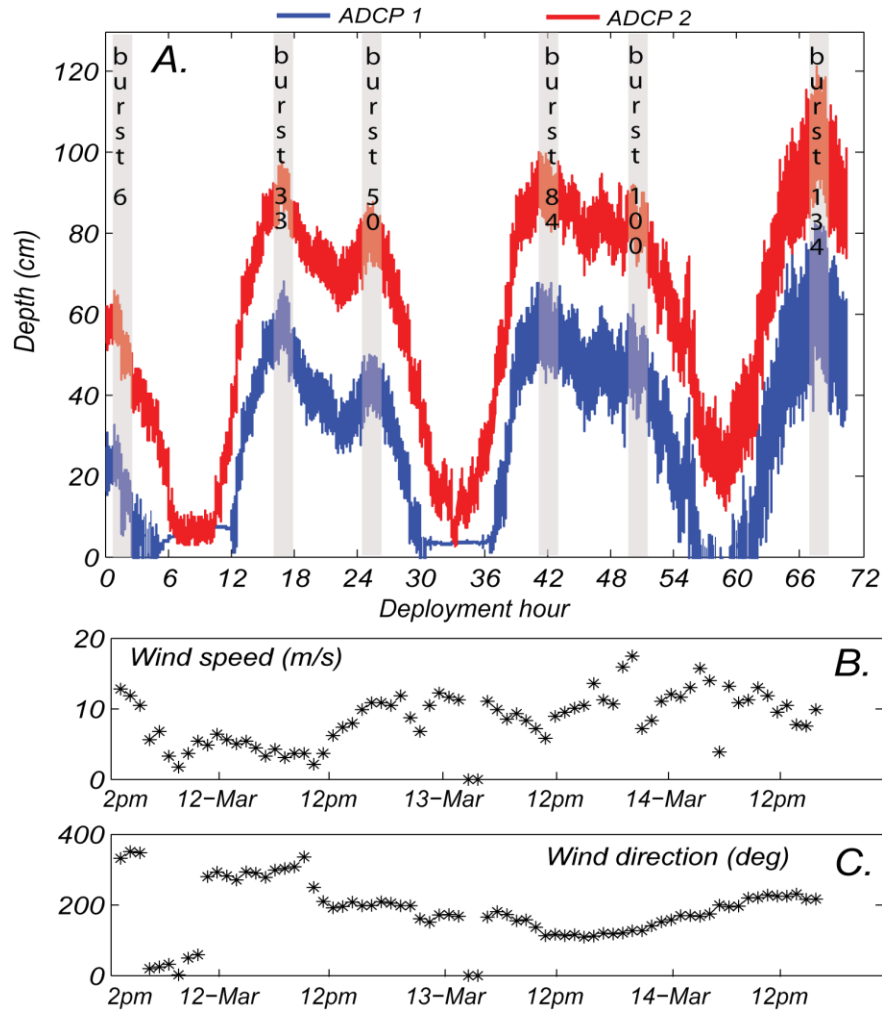 ADCP 1 ADCP 2
A.
burst 6
burst 33
burst 50
burst 84
burst 100
burst 134
Depth (cm)
120
100
80
60
40
20
0
0 6 12 18 24 30 36 42 48 54 60 66 72
Deployment hour
Wind speed (m/s) B.
20
10
0
2pm 12-Mar 12pm 13-Mar 12pm 14-Mar 12pm
Wind direction (deg) C.
400
200
0
2pm 12-Mar 12pm 13-Mar 12pm 14-Mar 12pm